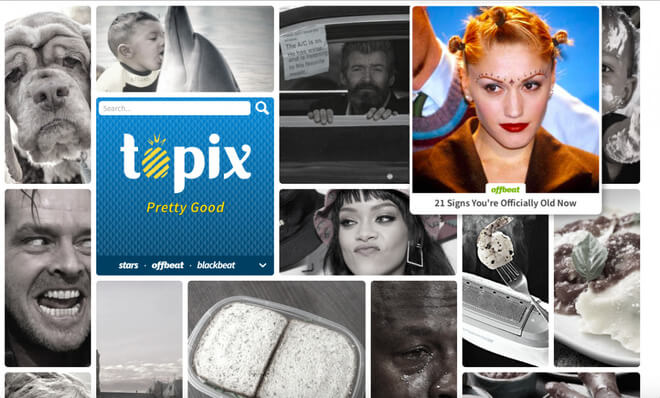 Search...
topix
Pretty Good
stars · offbeat · blackbeat
The A/C is on.
offbeat
21 Signs You're Officially Old Now